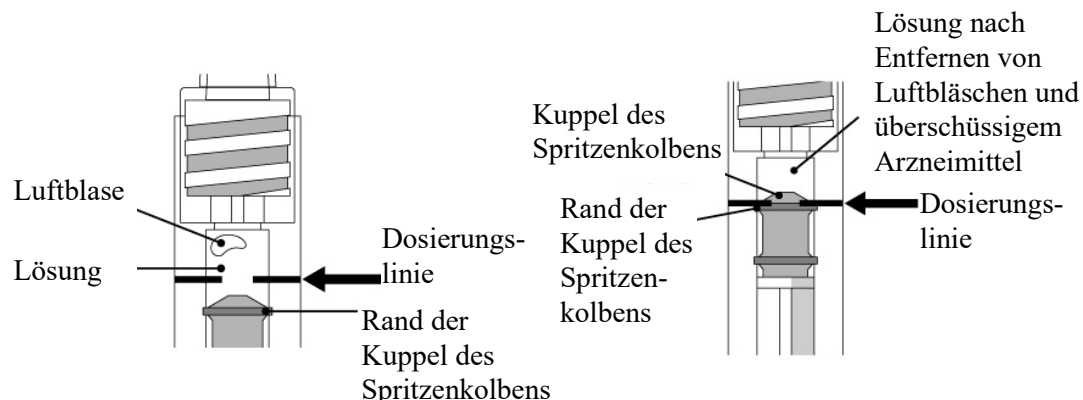 Luftblase
Lösung
Dosierungs-
linie
Rand der
Kuppel des
Spritzenkolbens
Kuppel des
Spritzenkolbens
Rand der
Kuppel des
Spritzen-
kolbens
Lösung nach
Entfernen von
Luftbläschen und
überschüssigem
Arzneimittel
Dosierungs-
linie